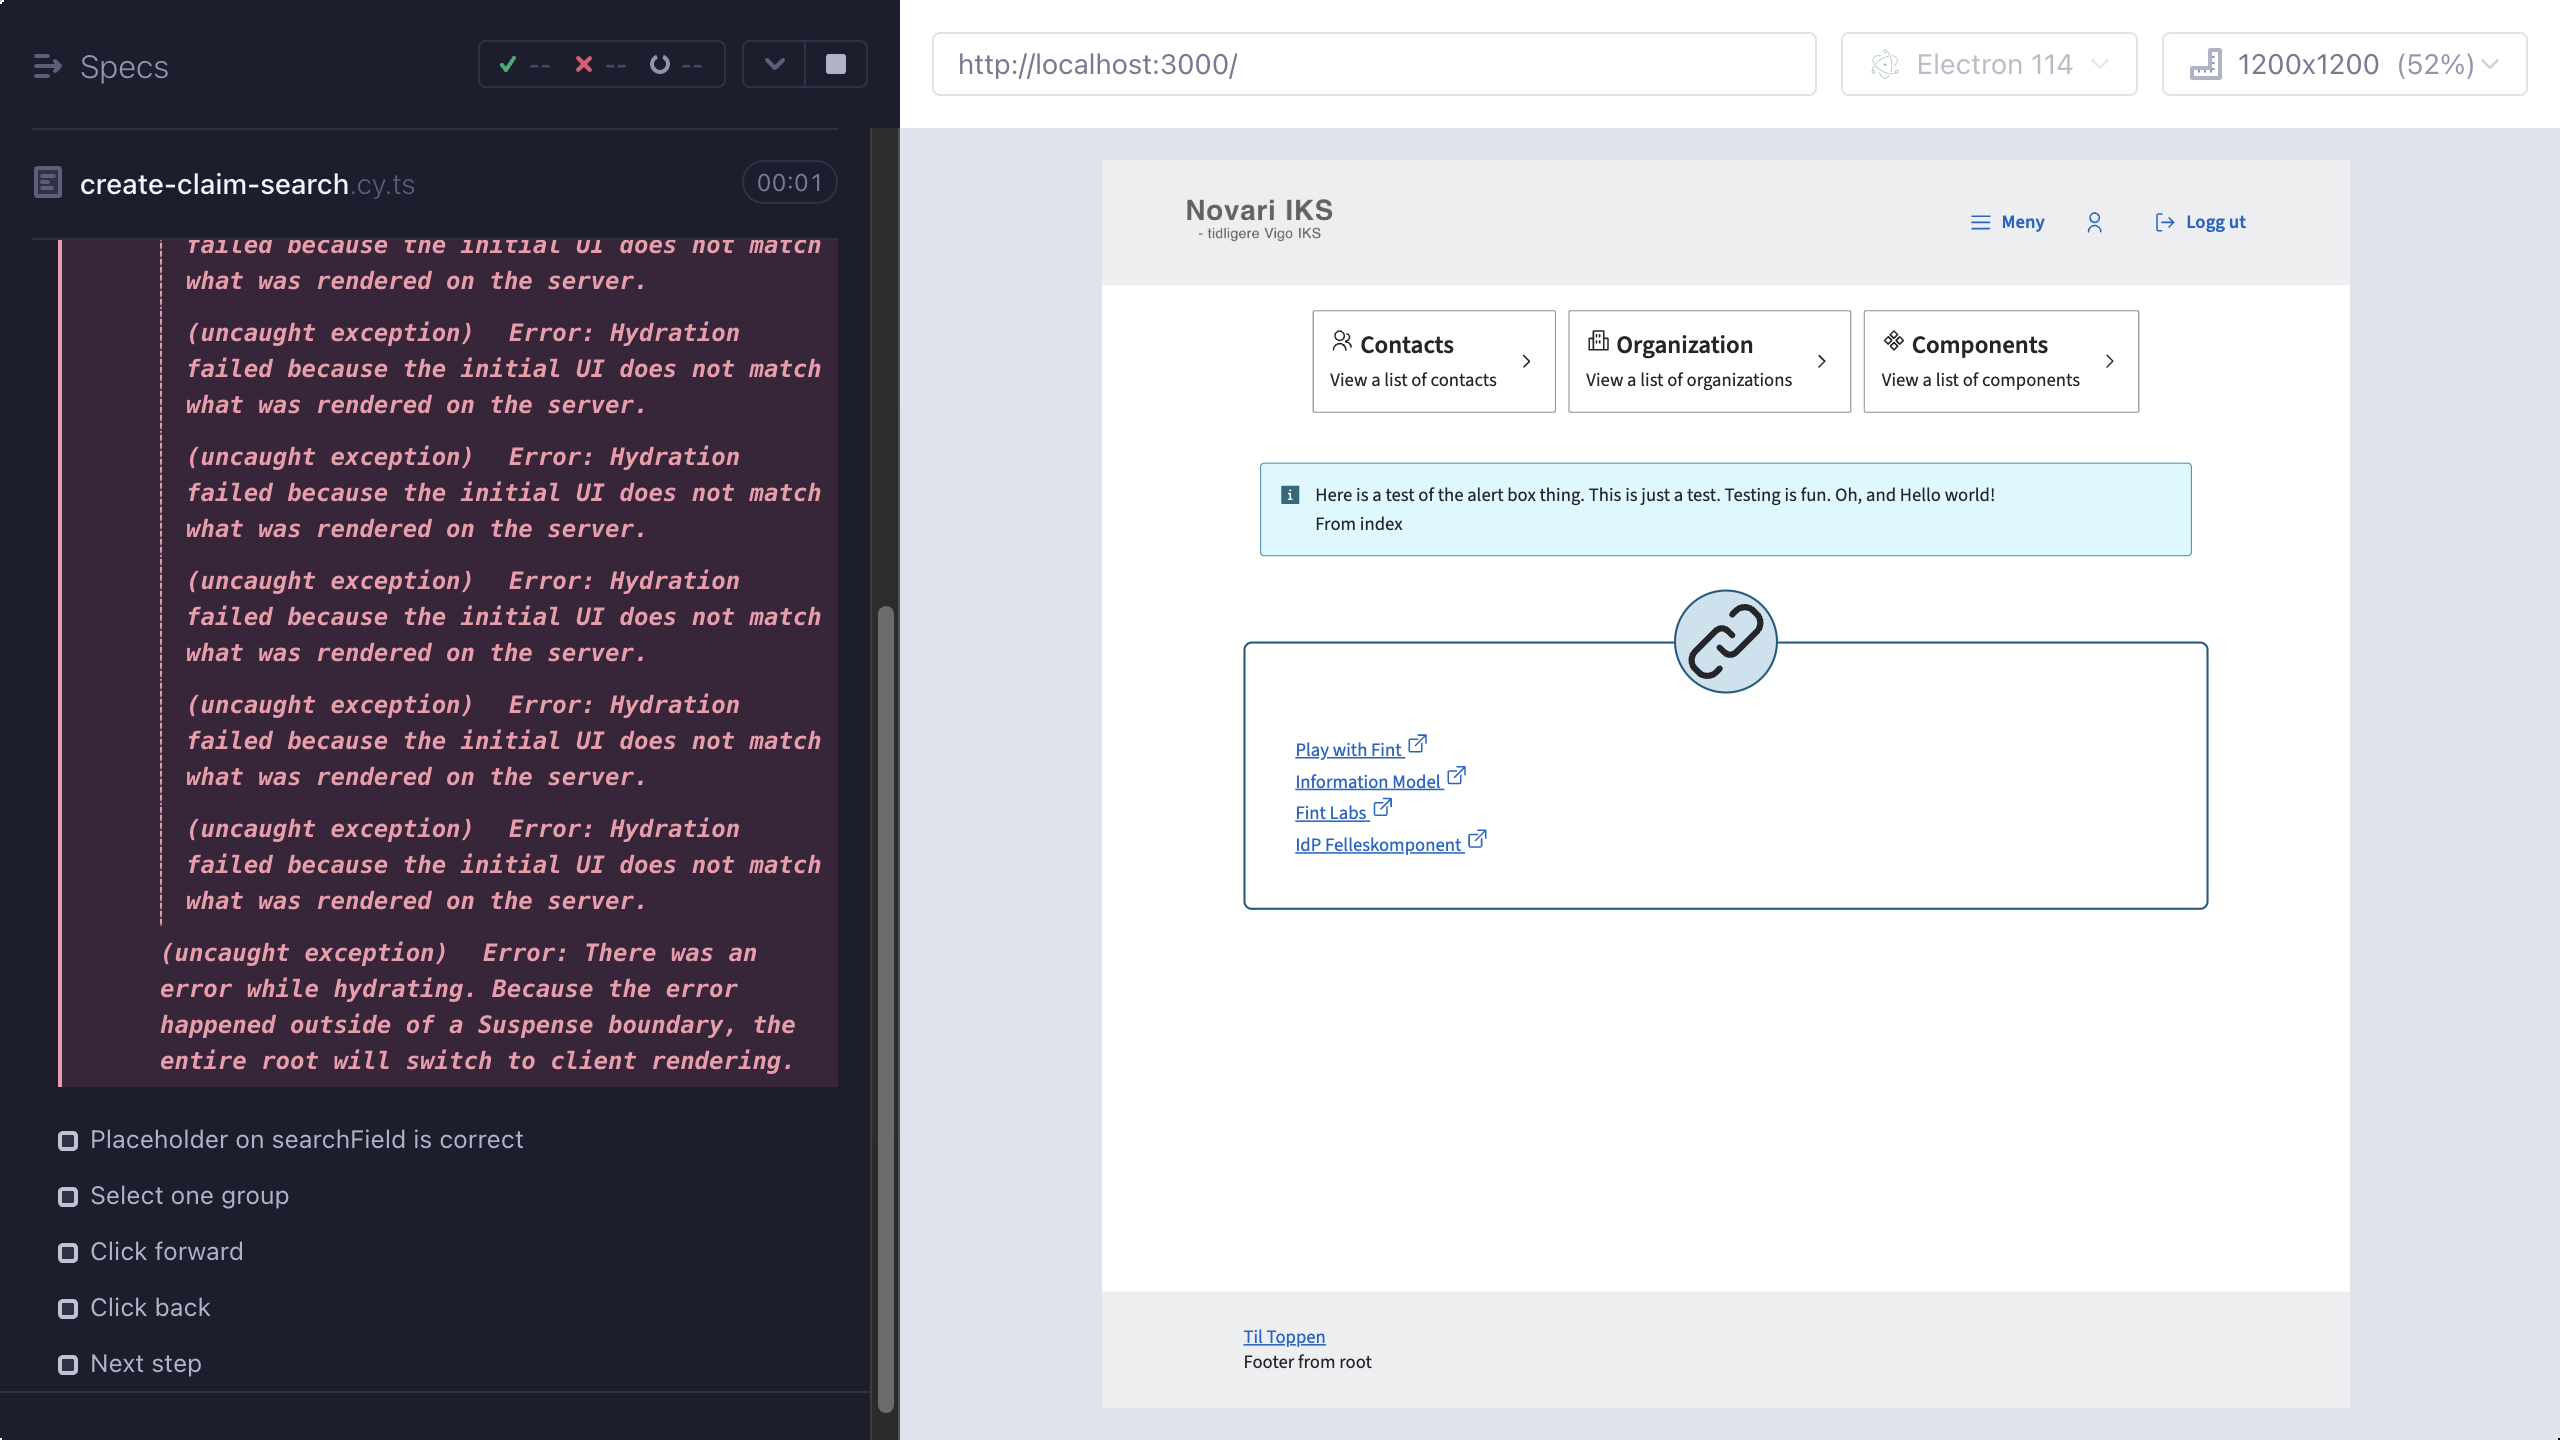 Specs
-- -- --
create-claim-search.cy.ts
00:01
failed because the initial UI does not match
what was rendered on the server.
(uncaught exception) Error: Hydration
failed because the initial UI does not match
what was rendered on the server.
(uncaught exception) Error: Hydration
failed because the initial UI does not match
what was rendered on the server.
(uncaught exception) Error: Hydration
failed because the initial UI does not match
what was rendered on the server.
(uncaught exception) Error: Hydration
failed because the initial UI does not match
what was rendered on the server.
(uncaught exception) Error: Hydration
failed because the initial UI does not match
what was rendered on the server.
(uncaught exception) Error: There was an
error while hydrating. Because the error
happened outside of a Suspense boundary, the
entire root will switch to client rendering.
Placeholder on searchField is correct
Select one group
Click forward
Click back
Next step
http://localhost:3000/
Electron 114
1200x1200 (52%)
Novari IKS
- tidligere Vigo IKS
Meny
Logg ut
Contacts
View a list of contacts
Organization
View a list of organizations
Components
View a list of components
Here is a test of the alert box thing. This is just a test. Testing is fun. Oh, and Hello world!
From index
Play with Fint
Information Model
Fint Labs
IdP Felleskomponent
Til Toppen
Footer from root